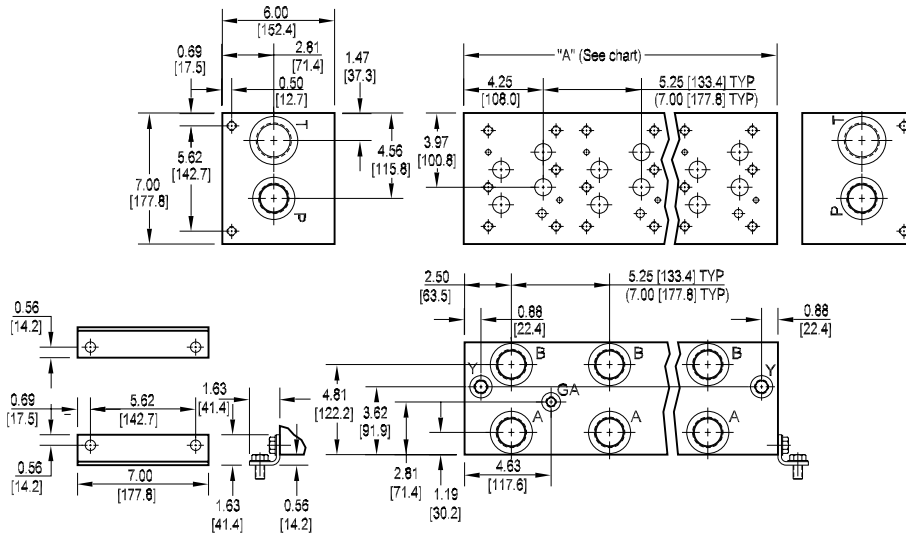 6.00
[152.4]
2.81
[71.4]
0.69
[17.5]
0.50
[12.7]
1.47
[37.3]
"A" (See chart)
4.25
[108.0]
5.25 [133.4] TYP
(7.00 [177.8] TYP)
T
T
5.62
[142.7]
7.00
[177.8]
4.56
[115.8]
3.97
[100.8]
P
P
2.50
[63.5]
5.25 [133.4] TYP
(7.00 [177.8] TYP)
0.88
[22.4]
0.88
[22.4]
0.56
[14.2]
B
B
B
Y
Y
GA
0.69
[17.5]
5.62
[142.7]
1.63
[41.4]
4.81
[122.2]
3.62
[91.9]
A
A
A
0.56
[14.2]
7.00
[177.8]
1.63
[41.4]
0.56
[14.2]
2.81
[71.4]
1.19
[30.2]
4.63
[117.6]